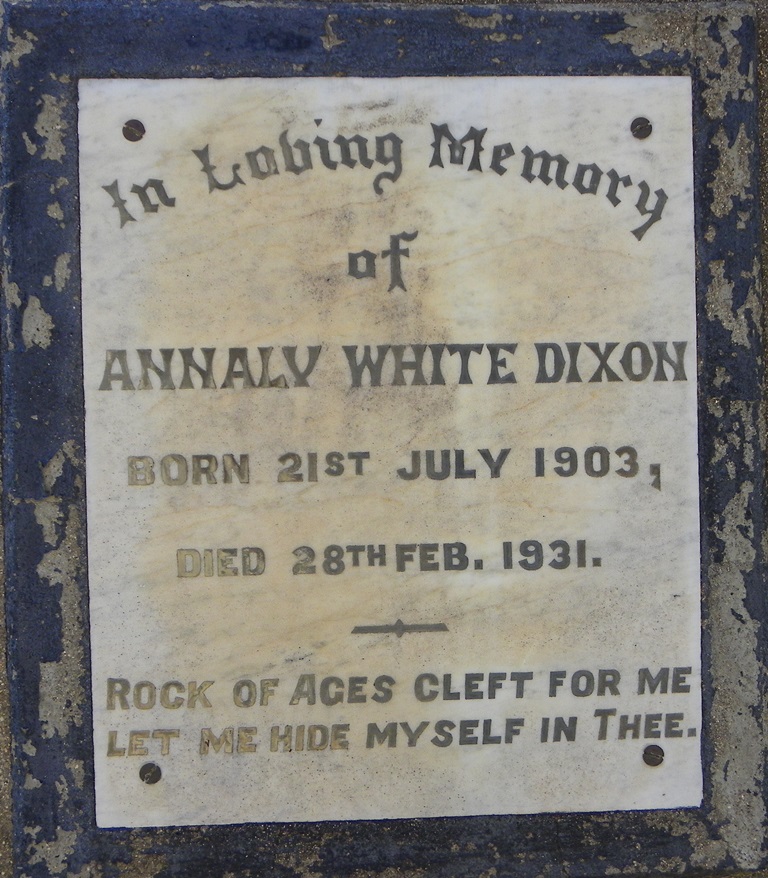 In Loving Memory
of
ANNALY WHITE DIXON
BORN 21ST JULY 1903,
DIED 28TH FEB. 1931.
ROCK OF AGES CLEFT FOR ME
LET ME HIDE MYSELF IN THEE.